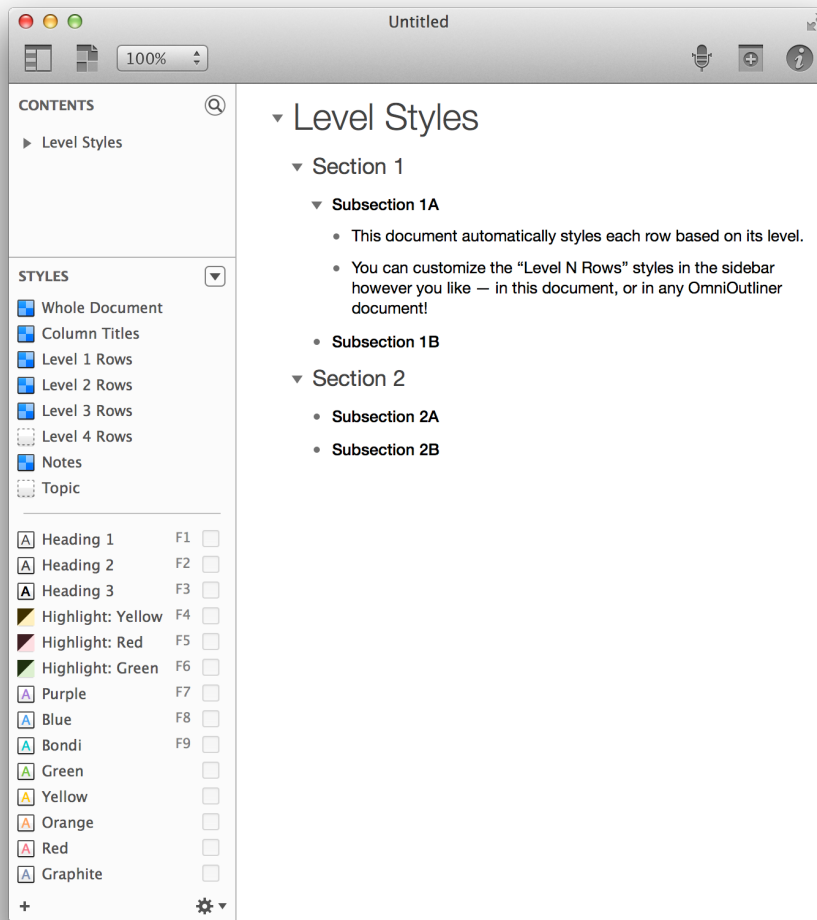 Untitled
100%
CONTENTS
Level Styles
STYLES
Whole Document
Column Titles
Level 1 Rows
Level 2 Rows
Level 3 Rows
Level 4 Rows
Notes
Topic
A Heading 1 F1
A Heading 2 F2
A Heading 3 F3
Highlight: Yellow F4
Highlight: Red F5
Highlight: Green F6
A Purple F7
A Blue F8
A Bondi F9
A Green
A Yellow
A Orange
A Red
A Graphite
Level Styles
Section 1
Subsection 1A
This document automatically styles each row based on its level.
You can customize the “Level N Rows” styles in the sidebar
however you like — in this document, or in any OmniOutliner
document!
Subsection 1B
Section 2
Subsection 2A
Subsection 2B